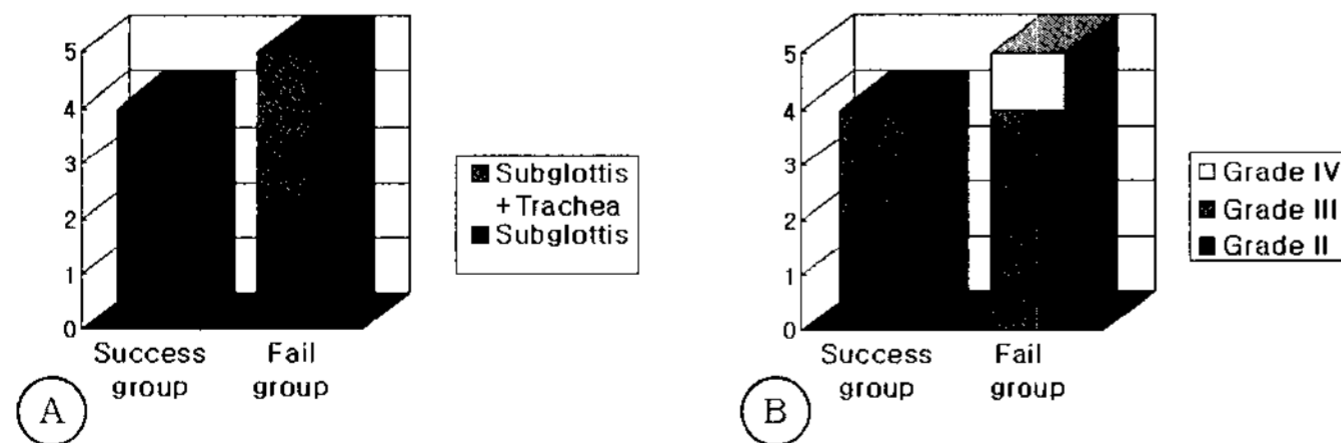 5
4
3
2
1
0
Success group
Fail group
Subglottis
+ Trachea
Subglottis
A
5
4
3
2
1
0
Success group
Fail group
Grade IV
Grade III
Grade II
B